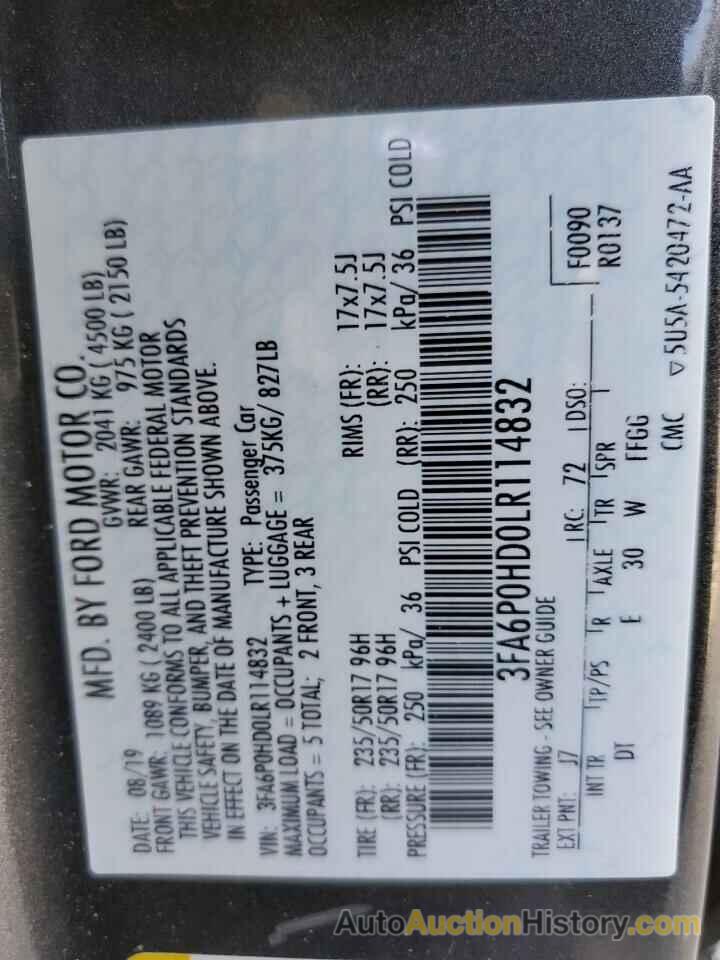 MFD. BY FORD MOTOR CO.
DATE: 08/19 GVWR: 2041 KG ( 4500 LB)
FRONT GAWR: 1089 KG ( 2400 LB) REAR GAWR: 975 KG ( 2150 LB)
THIS VEHICLE CONFORMS TO ALL APPLICABLE FEDERAL MOTOR
VEHICLE SAFETY, BUMPER, AND THEFT PREVENTION STANDARDS
IN EFFECT ON THE DATE OF MANUFACTURE SHOWN ABOVE.
VIN: 3FA6P0HD0LR114832 TYPE: Passenger Car
MAXIMUM LOAD = OCCUPANTS + LUGGAGE = 375KG/ 827LB
OCCUPANTS = 5 TOTAL; 2 FRONT, 3 REAR
TIRE (FR): 235/50R17 96H RIMS (FR): 17x7.5J
(RR): 235/50R17 96H (RR): 17x7.5J
PRESSURE (FR): 250 kPa/ 36 PSI COLD (RR): 250 kPa/ 36 PSI COLD
3FA6P0HD0LR114832
TRAILER TOWING - SEE OWNER GUIDE F0090
EXT PNT: J7 RC: 72 DSO: R0137
INT TR TP/PS R AXLE TR SPR
DT E 30 W FFGG
CMC ▽5U5A-5420472-AA
AutoAuctionHistory.com